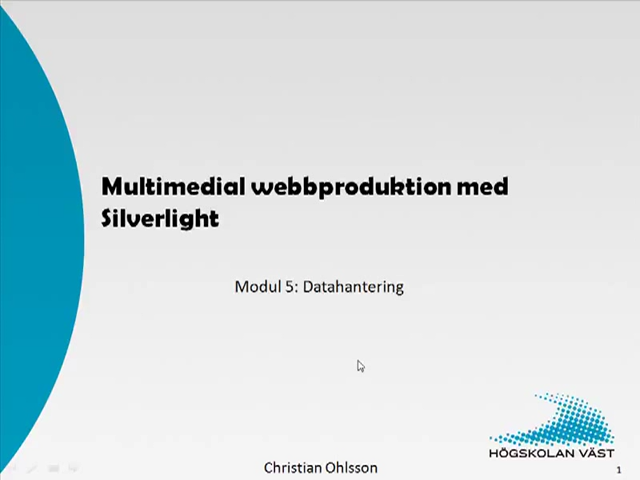 Multimedial webbproduktion med
Silverlight
Modul 5: Datahantering
HÖGSKOLAN VÄST
Christian Ohlsson
1